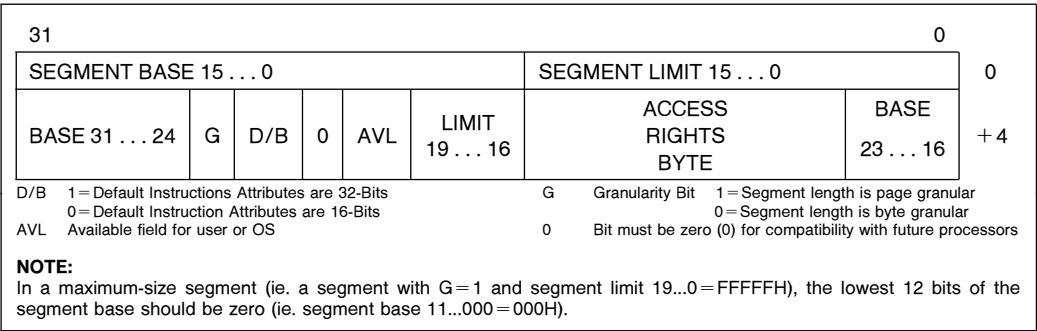 31 0
SEGMENT BASE 15 . . . 0 SEGMENT LIMIT 15 . . . 0 0
BASE 31 . . . 24 G D/B 0 AVL LIMIT 19 . . . 16 ACCESS RIGHTS BYTE BASE 23 . . . 16 +4
D/B 1=Default Instructions Attributes are 32-Bits
0=Default Instruction Attributes are 16-Bits
AVL Available field for user or OS
G Granularity Bit 1=Segment length is page granular
0=Segment length is byte granular
0 Bit must be zero (0) for compatibility with future processors
NOTE:
In a maximum-size segment (ie. a segment with G=1 and segment limit 19...0=FFFFFH), the lowest 12 bits of the
segment base should be zero (ie. segment base 11...000=000H).